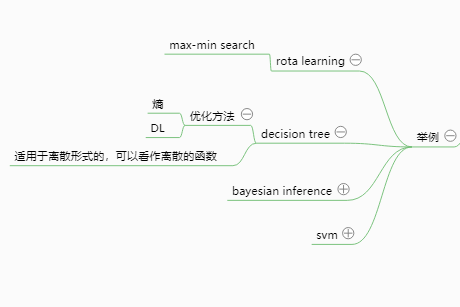 max-min search
rota learning
熵
优化方法
DL
decision tree
举例
适用于离散形式的，可以看作离散的函数
bayesian inference
svm